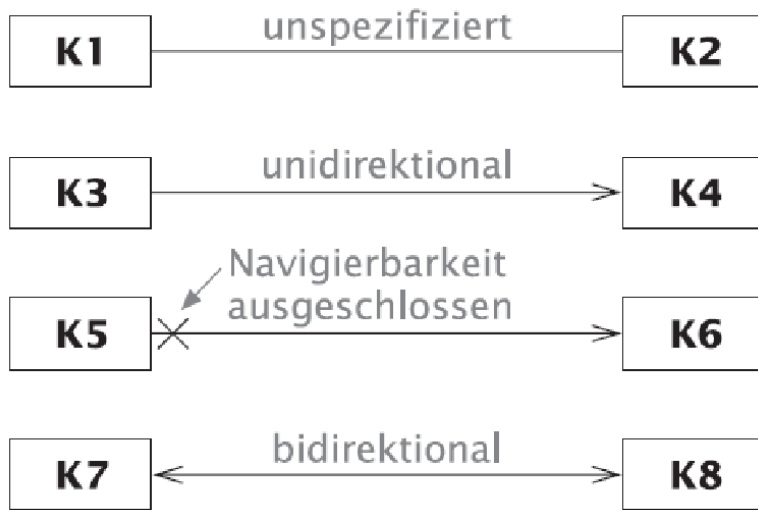 unspezifiziert
K1 K2
unidirektional
K3 K4
Navigierbarkeit
ausgeschlossen
K5 K6
bidirektional
K7 K8